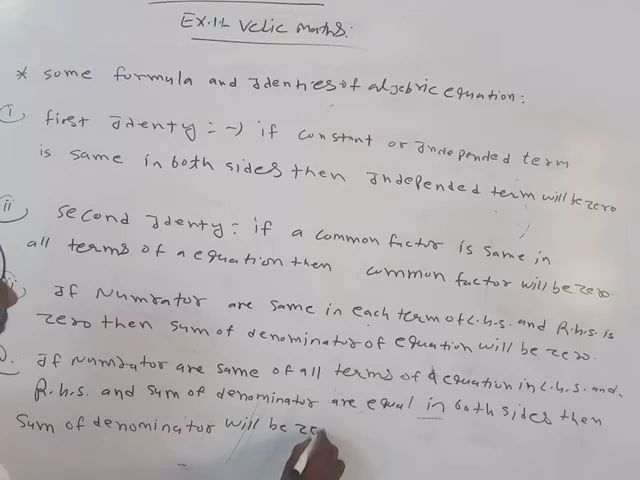 Ex.11 Vedic maths:
* some formula and Identies of algebric equation:
(i) first Identy: → if constant or Independed term
is same in both sides then Independed term will be zero
(ii) second Identy: if a common factor is same in
all terms of a equation then common factor will be zero.
If Numrator are same in each term of L.h.s. and R.h.s is
zero then sum of denominator of equation will be zero.
If Numrator are same of all terms of a equation in L.h.s. and
R.h.s. and sum of denominator are equal in both sides then
sum of denominator will be ze